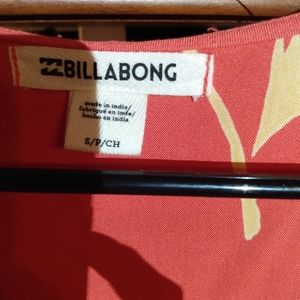 BILLABONG
made in india/
fabriqué en inde/
hecho en india
S/P/CH